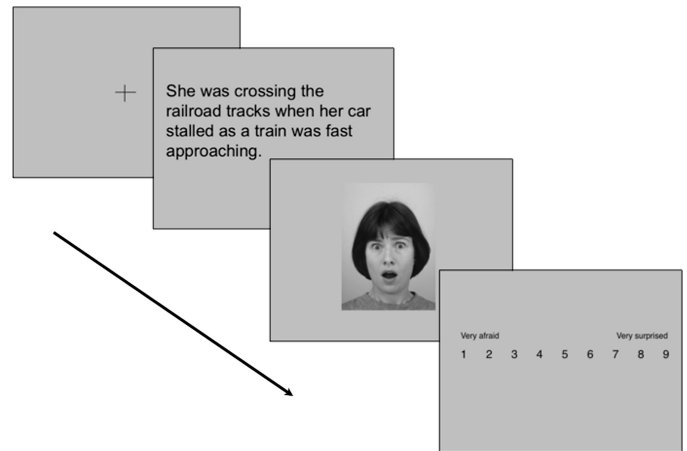 She was crossing the
railroad tracks when her car
stalled as a train was fast
approaching.
Very afraid Very surprised
1 2 3 4 5 6 7 8 9